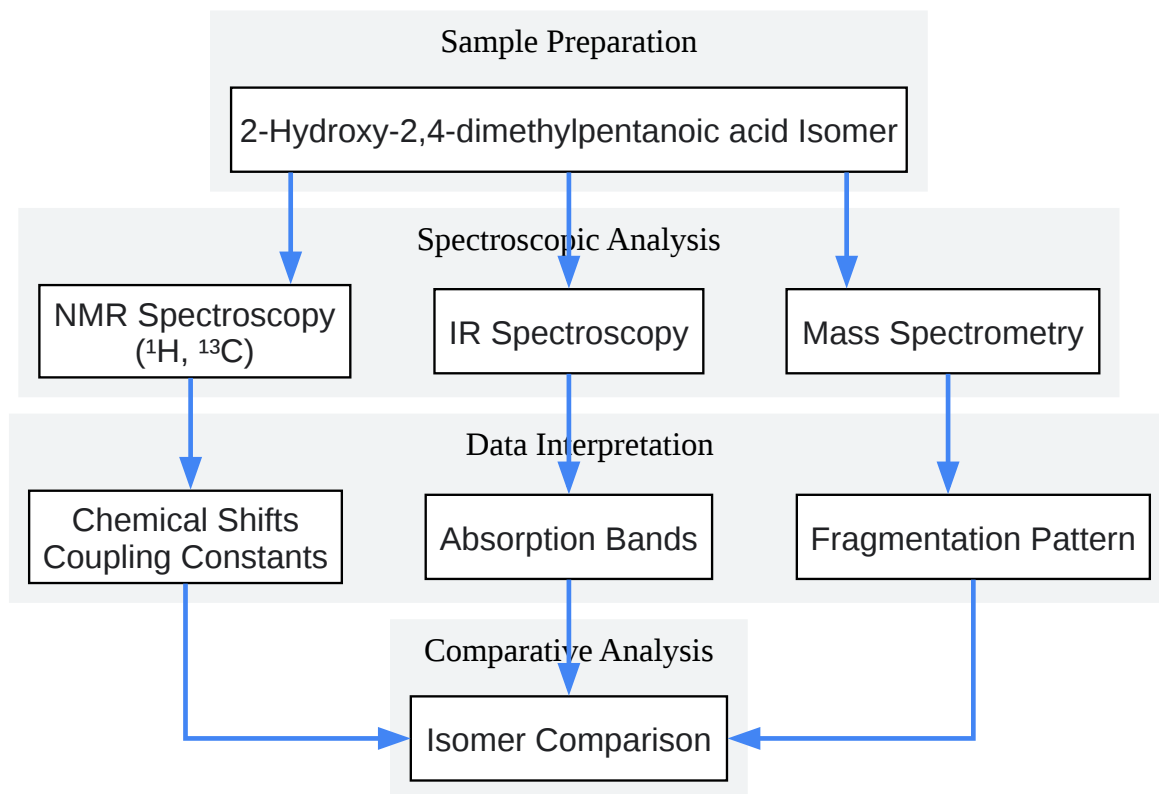 Sample Preparation
2-Hydroxy-2,4-dimethylpentanoic acid Isomer
Spectroscopic Analysis
NMR Spectroscopy
(¹H, ¹³C)
IR Spectroscopy
Mass Spectrometry
Data Interpretation
Chemical Shifts
Coupling Constants
Absorption Bands
Fragmentation Pattern
Comparative Analysis
Isomer Comparison